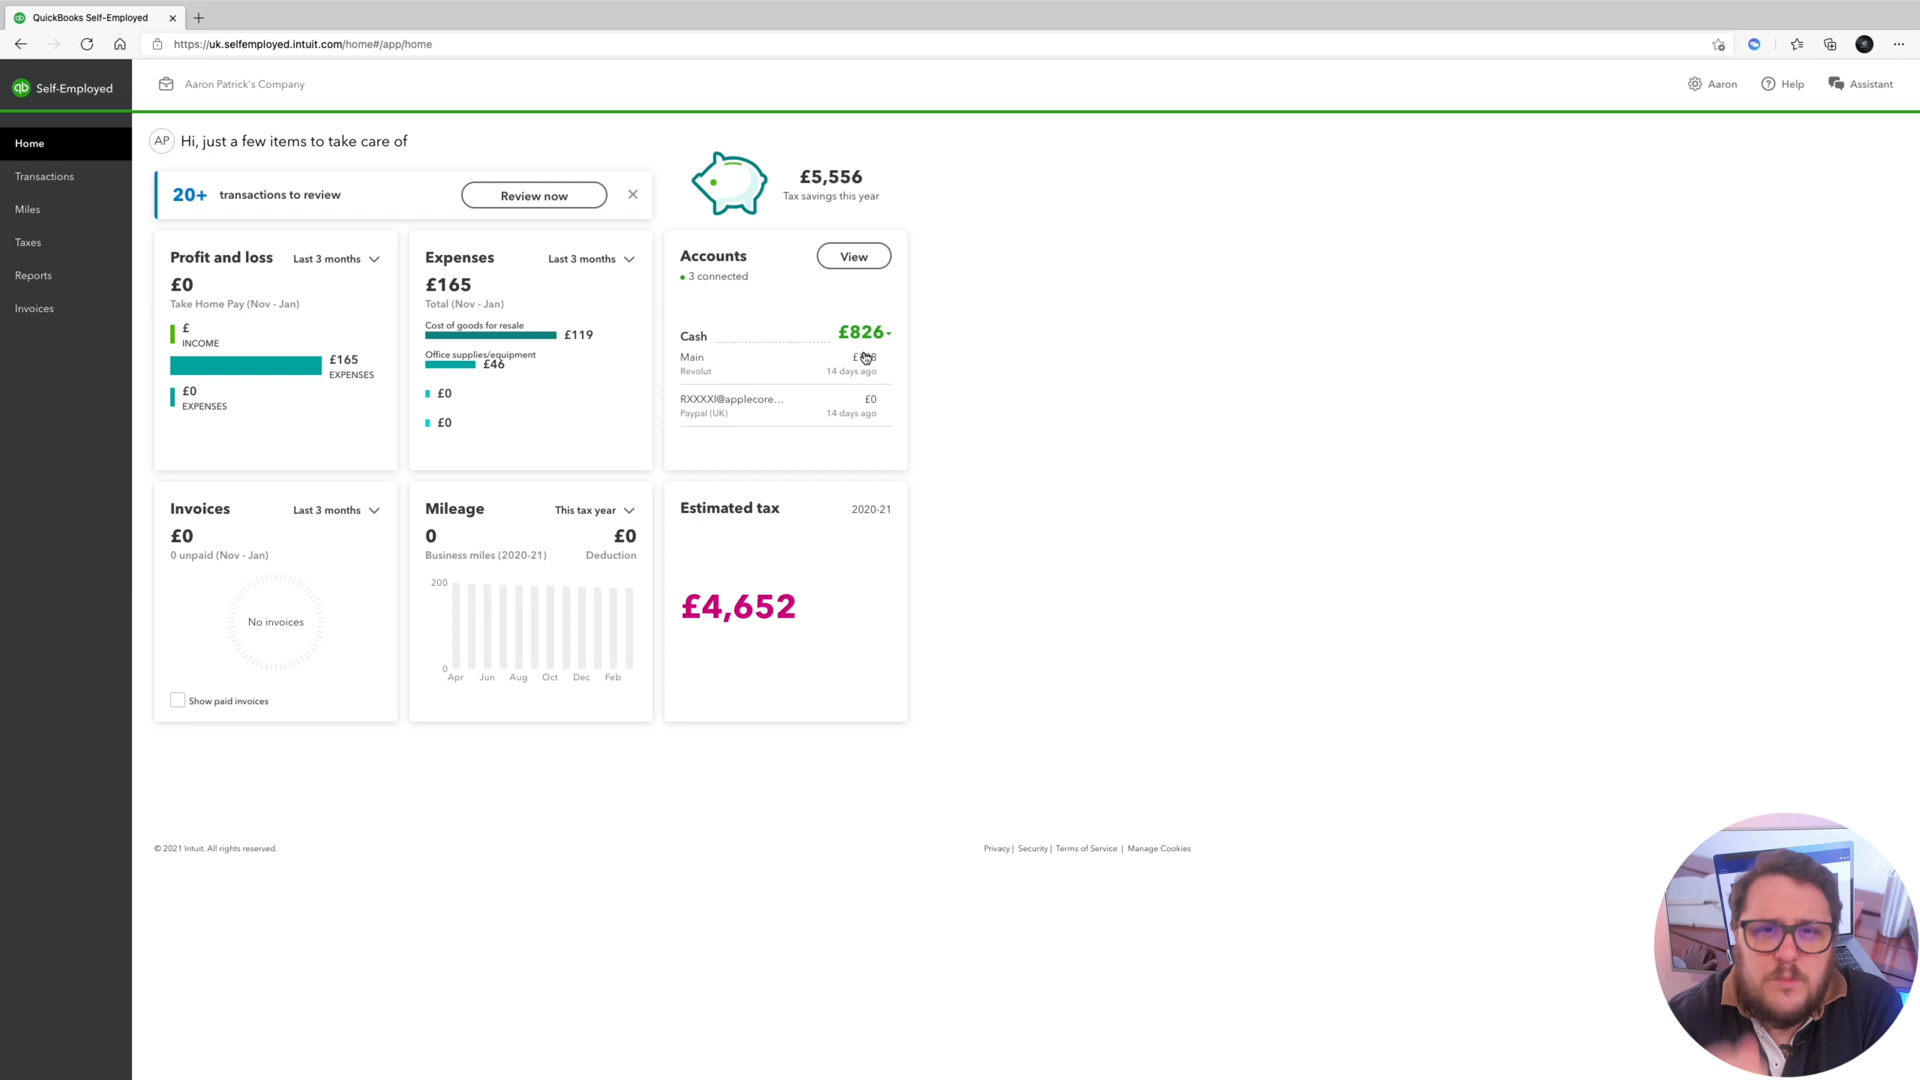 QuickBooks Self-Employed
https://uk.selfemployed.intuit.com/home#/app/home
qb Self-Employed
Aaron Patrick's Company
Aaron
Help
Assistant
Home
Transactions
Miles
Taxes
Reports
Invoices
AP Hi, just a few items to take care of
20+ transactions to review
Review now
£5,556
Tax savings this year
Profit and loss
Last 3 months
£0
Take Home Pay (Nov - Jan)
£
INCOME
£165
EXPENSES
£0
EXPENSES
Expenses
Last 3 months
£165
Total (Nov - Jan)
Cost of goods for resale
£119
Office supplies/equipment
£46
£0
£0
Accounts
View
3 connected
Cash
£826
Main
Revolut
14 days ago
RXXXXl@applecore...
£0
Paypal (UK)
14 days ago
Invoices
Last 3 months
£0
0 unpaid (Nov - Jan)
No invoices
Show paid invoices
Mileage
This tax year
0
£0
Business miles (2020-21)
Deduction
200
0
Apr Jun Aug Oct Dec Feb
Estimated tax
2020-21
£4,652
© 2021 Intuit. All rights reserved.
Privacy | Security | Terms of Service | Manage Cookies